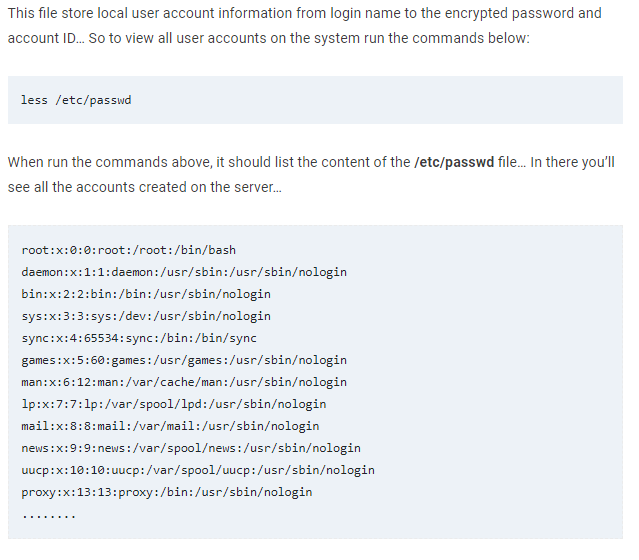 This file store local user account information from login name to the encrypted password and
account ID… So to view all user accounts on the system run the commands below:
less /etc/passwd
When run the commands above, it should list the content of the /etc/passwd file… In there you’ll
see all the accounts created on the server…
root:x:0:0:root:/root:/bin/bash
daemon:x:1:1:daemon:/usr/sbin:/usr/sbin/nologin
bin:x:2:2:bin:/bin:/usr/sbin/nologin
sys:x:3:3:sys:/dev:/usr/sbin/nologin
sync:x:4:65534:sync:/bin:/bin/sync
games:x:5:60:games:/usr/games:/usr/sbin/nologin
man:x:6:12:man:/var/cache/man:/usr/sbin/nologin
lp:x:7:7:lp:/var/spool/lpd:/usr/sbin/nologin
mail:x:8:8:mail:/var/mail:/usr/sbin/nologin
news:x:9:9:news:/var/spool/news:/usr/sbin/nologin
uucp:x:10:10:uucp:/var/spool/uucp:/usr/sbin/nologin
proxy:x:13:13:proxy:/bin:/usr/sbin/nologin
........